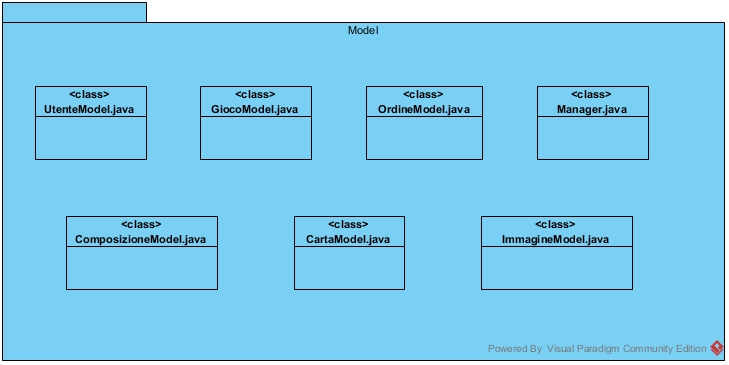 Model
<class>
UtenteModel.java
<class>
GiocoModel.java
<class>
OrdineModel.java
<class>
Manager.java
<class>
ComposizioneModel.java
<class>
CartaModel.java
<class>
ImmagineModel.java
Powered By Visual Paradigm Community Edition